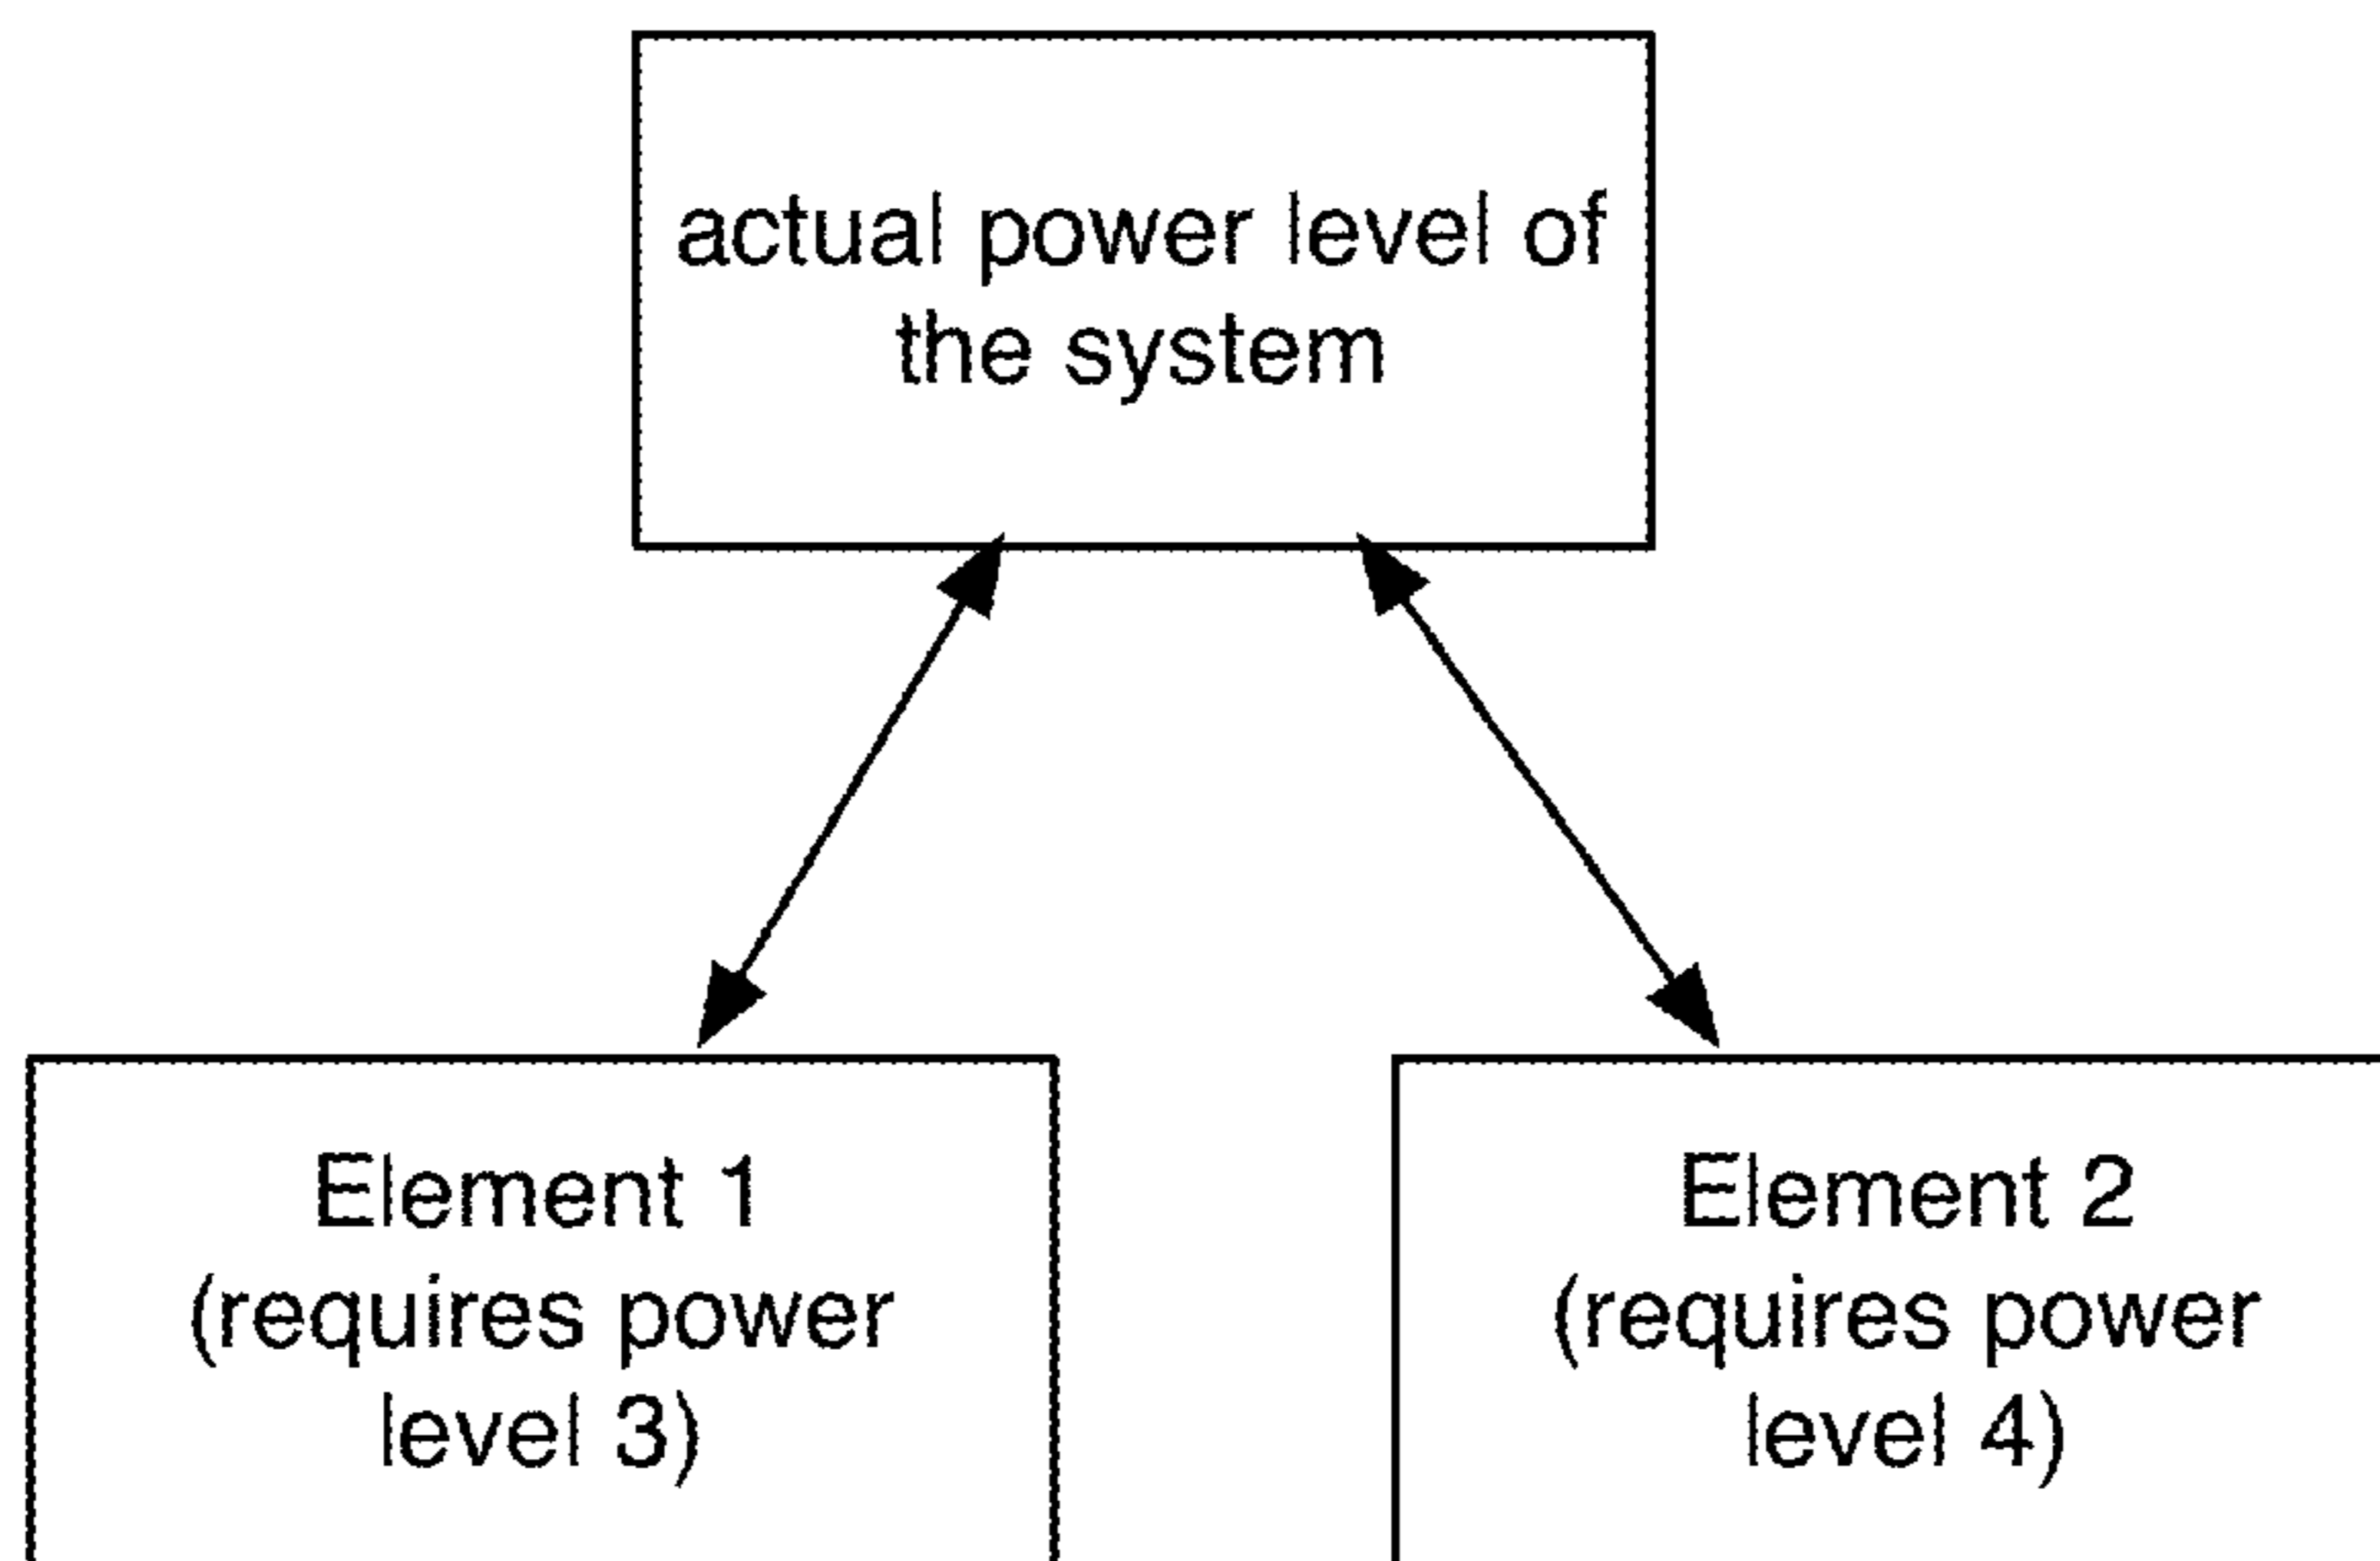 actual power level of
the system
Element 1
(requires power
level 3)
Element 2
(requires power
level 4)